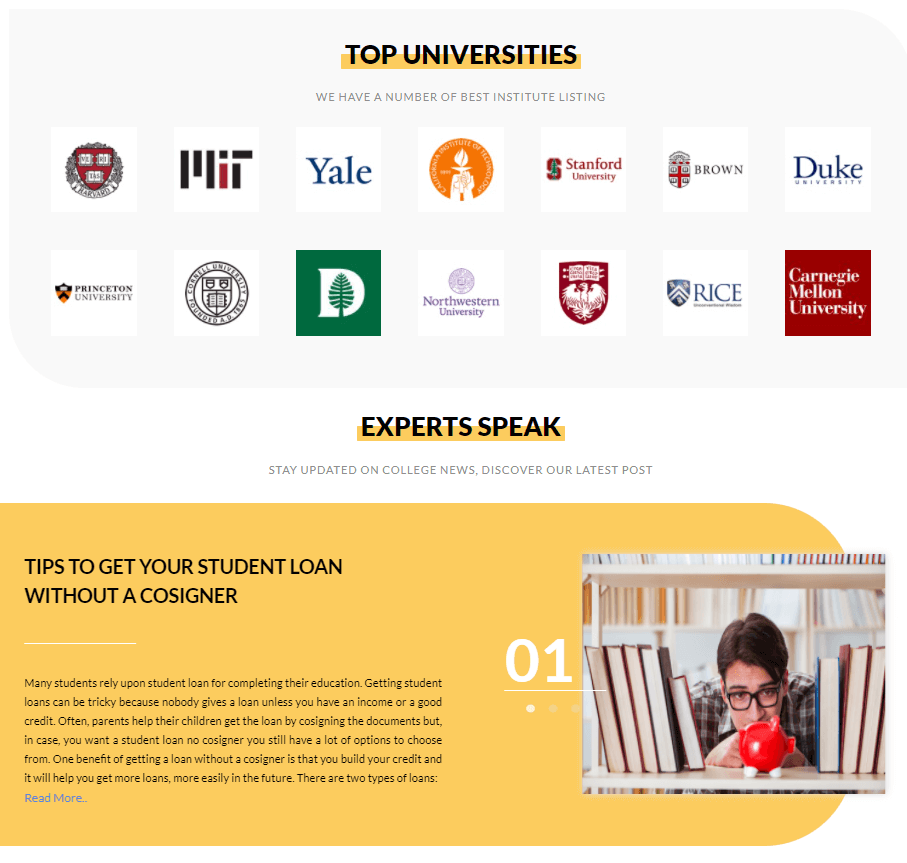 TOP UNIVERSITIES
WE HAVE A NUMBER OF BEST INSTITUTE LISTING
VE RI
TAS
HARVARD
MIT
Yale
CALIFORNIA INSTITUTE OF TECHNOLOGY
1891
Stanford
University
BROWN
Duke
UNIVERSITY
PRINCETON
UNIVERSITY
CORNELL UNIVERSITY
FOUNDED A.D. 1865
D
Northwestern
University
RICE
Unconventional Wisdom
Carnegie
Mellon
University
EXPERTS SPEAK
STAY UPDATED ON COLLEGE NEWS, DISCOVER OUR LATEST POST
TIPS TO GET YOUR STUDENT LOAN
WITHOUT A COSIGNER
01
Many students rely upon student loan for completing their education. Getting student
loans can be tricky because nobody gives a loan unless you have an income or a good
credit. Often, parents help their children get the loan by cosigning the documents but,
in case, you want a student loan no cosigner you still have a lot of options to choose
from. One benefit of getting a loan without a cosigner is that you build your credit and
it will help you get more loans, more easily in the future. There are two types of loans:
Read More..